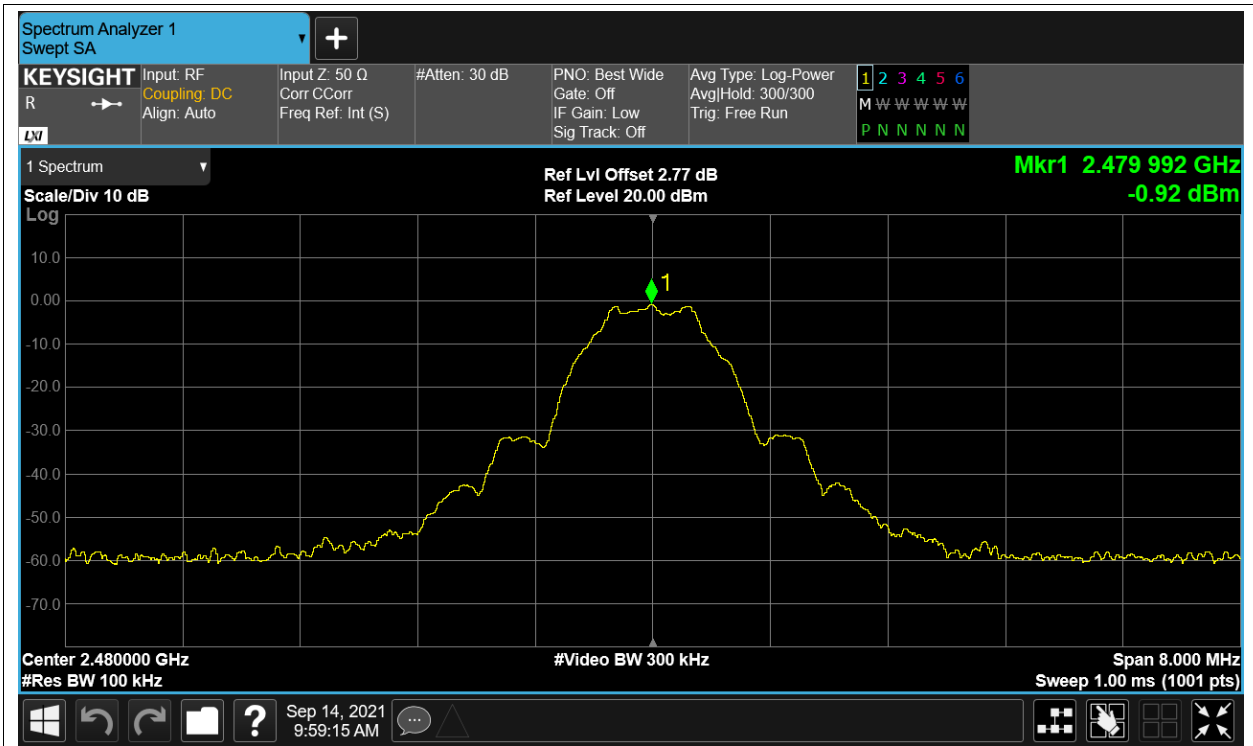 Spectrum Analyzer 1
Swept SA
KEYSIGHT
R
LXI
Input: RF
Coupling: DC
Align: Auto
Input Z: 50 Ω
Corr CCorr
Freq Ref: Int (S)
#Atten: 30 dB
PNO: Best Wide
Gate: Off
IF Gain: Low
Sig Track: Off
Avg Type: Log-Power
Avg|Hold: 300/300
Trig: Free Run
1 2 3 4 5 6
M W W W W W
P N N N N N
1 Spectrum
Scale/Div 10 dB
Log
Ref Lvl Offset 2.77 dB
Ref Level 20.00 dBm
Mkr1 2.479 992 GHz
-0.92 dBm
1
10.0
0.00
-10.0
-20.0
-30.0
-40.0
-50.0
-60.0
-70.0
Center 2.480000 GHz
#Res BW 100 kHz
#Video BW 300 kHz
Span 8.000 MHz
Sweep 1.00 ms (1001 pts)
?
Sep 14, 2021
9:59:15 AM